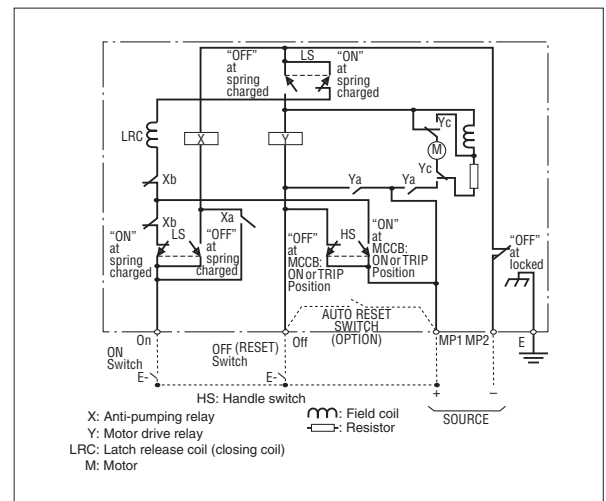 "OFF"
at
spring
charged
LS
"ON"
at
spring
charged
LRC
X
Y
Yc
M
Yc
Xb
Ya
Ya
Xb
LS
Xa
"ON"
at
spring
charged
"OFF"
at
spring
charged
"OFF"
at
MCCB:
ON or TRIP
Position
HS
"ON"
at
MCCB:
ON or TRIP
Position
"OFF"
at
locked
AUTO RESET
SWITCH
(OPTION)
On
Off
MP1 MP2
E
ON
Switch
OFF (RESET)
Switch
E-
E-
+
−
HS: Handle switch
SOURCE
X: Anti-pumping relay
Y: Motor drive relay
LRC: Latch release coil (closing coil)
M: Motor
: Field coil
: Resistor